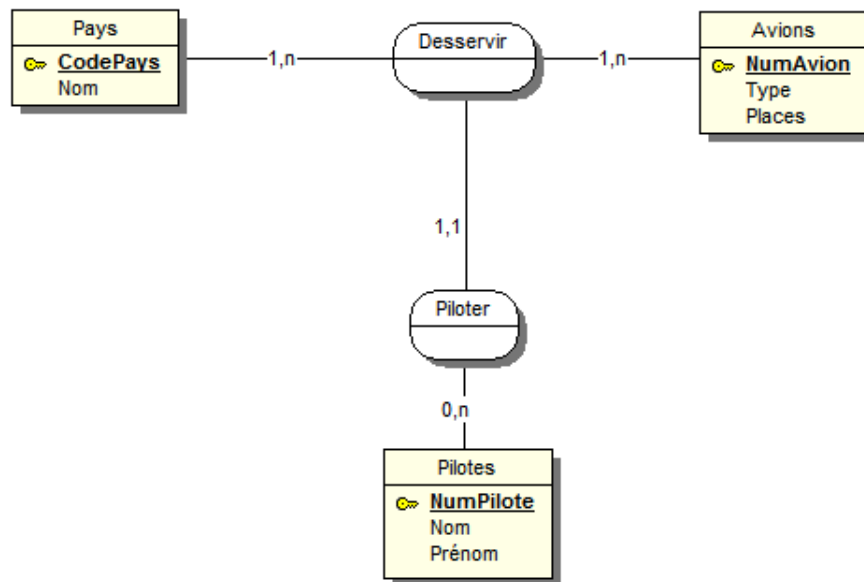 Pays
CodePays
Nom
1,n
Desservir
1,n
Avions
NumAvion
Type
Places
1,1
Piloter
0,n
Pilotes
NumPilote
Nom
Prénom